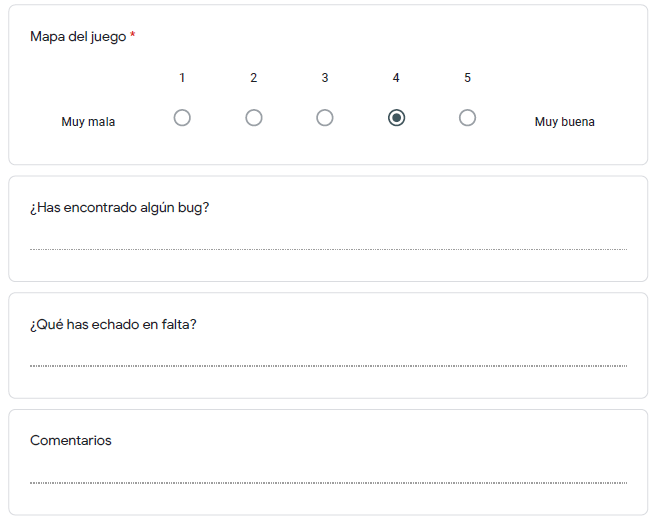 Mapa del juego *
1 2 3 4 5
Muy mala Muy buena
¿Has encontrado algún bug?
¿Qué has echado en falta?
Comentarios